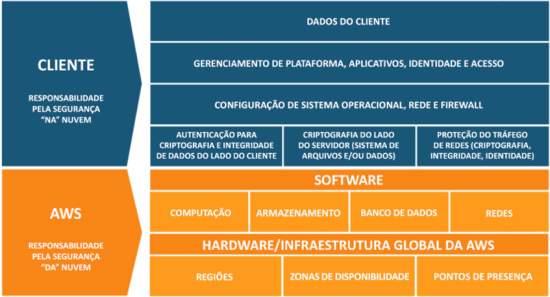 CLIENTE
RESPONSABILIDADE
PELA SEGURANÇA
“NA” NUVEM
DADOS DO CLIENTE
GERENCIAMENTO DE PLATAFORMA, APLICATIVOS, IDENTIDADE E ACESSO
CONFIGURAÇÃO DE SISTEMA OPERACIONAL, REDE E FIREWALL
AUTENTICAÇÃO PARA
CRIPTOGRAFIA E INTEGRIDADE
DE DADOS DO LADO DO CLIENTE
CRIPTOGRAFIA DO LADO
DO SERVIDOR (SISTEMA DE
ARQUIVOS E/OU DADOS)
PROTEÇÃO DO TRÁFEGO
DE REDES (CRIPTOGRAFIA,
INTEGRIDADE, IDENTIDADE)
AWS
RESPONSABILIDADE
PELA SEGURANÇA
“DA” NUVEM
SOFTWARE
COMPUTAÇÃO
ARMAZENAMENTO
BANCO DE DADOS
REDES
HARDWARE/INFRAESTRUTURA GLOBAL DA AWS
REGIÕES
ZONAS DE DISPONIBILIDADE
PONTOS DE PRESENÇA